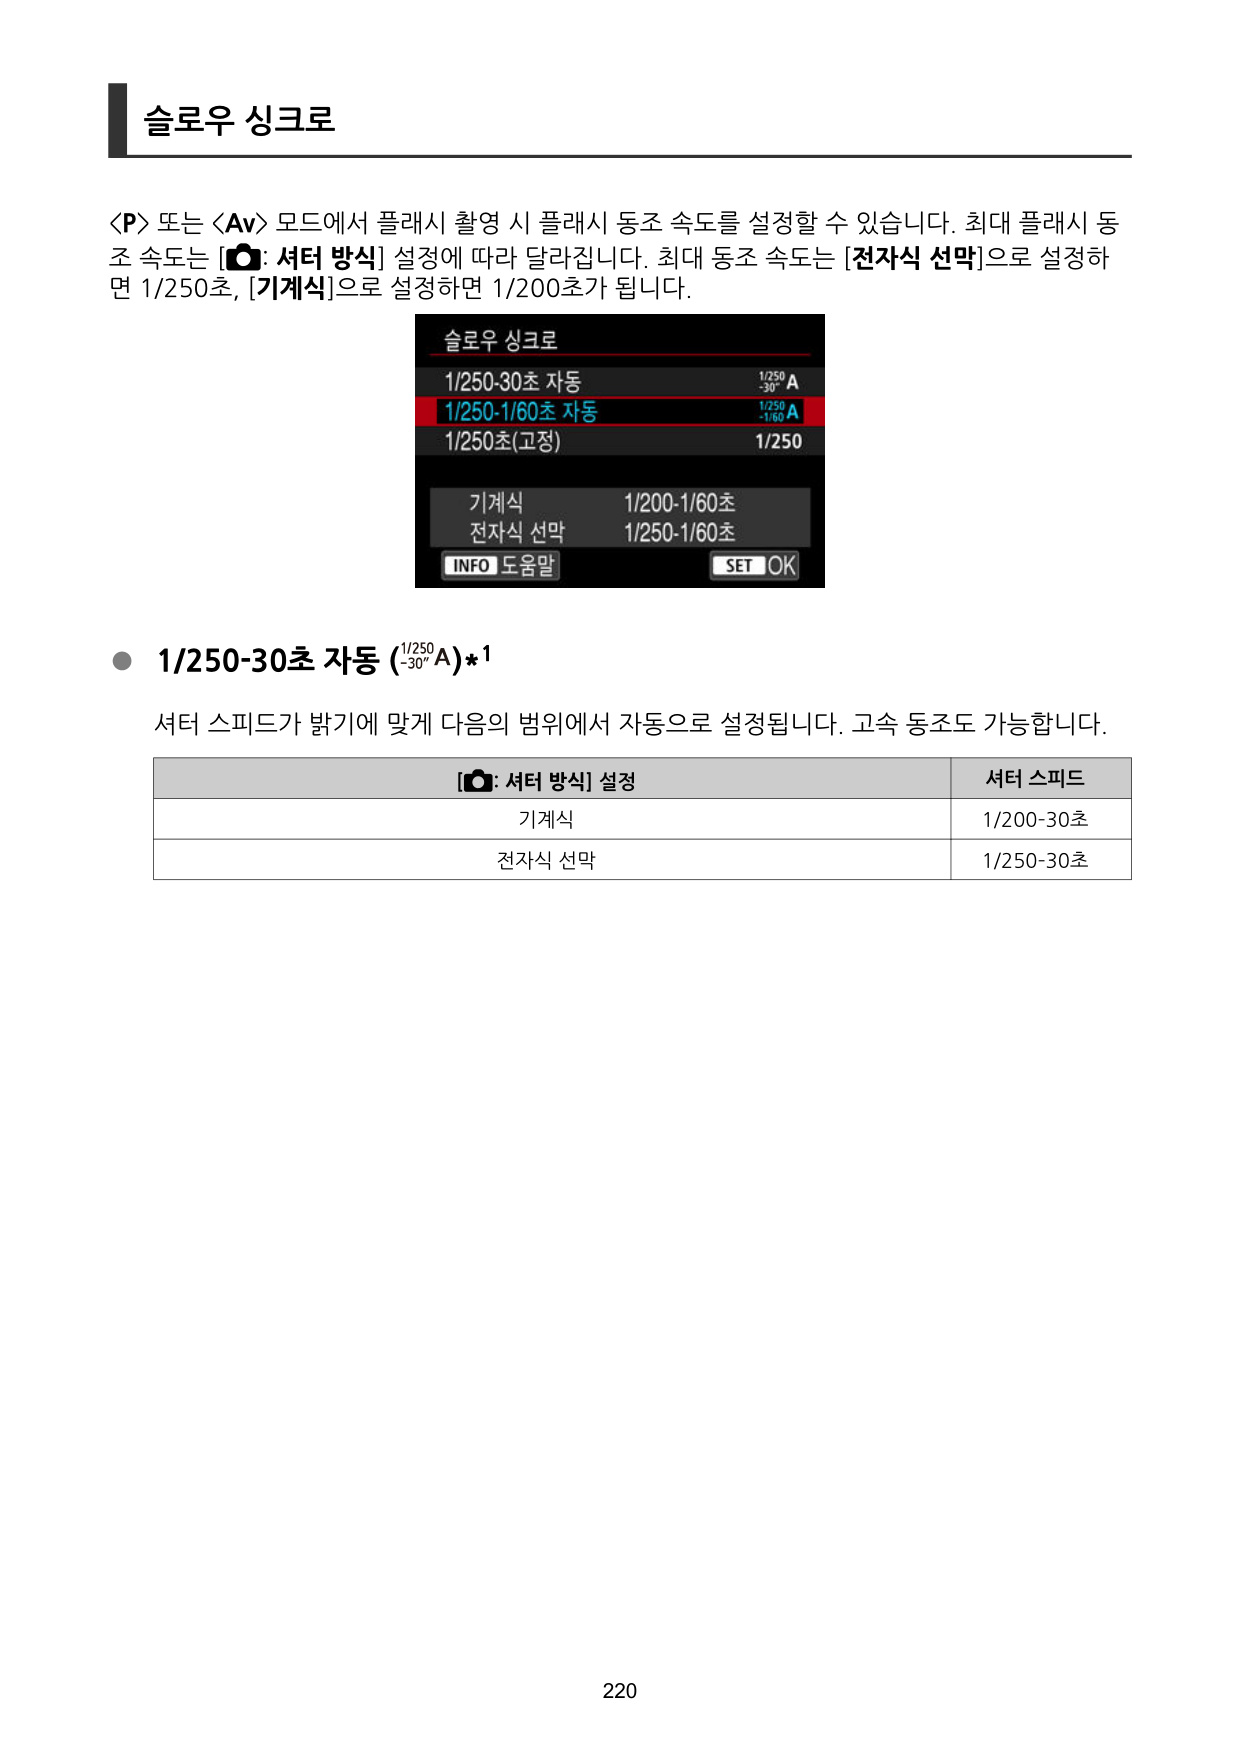 슬로우 싱크로
<P> 또는 <Av> 모드에서 플래시 촬영 시 플래시 동조 속도를 설정할 수 있습니다. 최대 플래시 동
조 속도는 [: 셔터 방식] 설정에 따라 달라집니다. 최대 동조 속도는 [전자식 선막]으로 설정하
면 1/250초, [기계식]으로 설정하면 1/200초가 됩니다.
슬로우 싱크로
1/250-30초 자동 1/250 -30" A
1/250-1/60초 자동 1/250 -1/60 A
1/250초(고정) 1/250
기계식 1/200-1/60초
전자식 선막 1/250-1/60초
INFO 도움말 SET OK
● 1/250-30초 자동 (1/250 -30" A)*1
셔터 스피드가 밝기에 맞게 다음의 범위에서 자동으로 설정됩니다. 고속 동조도 가능합니다.
[: 셔터 방식] 설정 셔터 스피드
기계식 1/200-30초
전자식 선막 1/250-30초
220